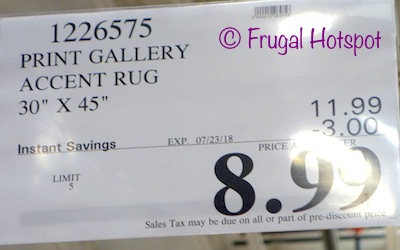 © Frugal Hotspot
1226575
PRINT GALLERY
ACCENT RUG
30" X 45"
11.99
-3.00
Instant Savings
EXP. 07/23/18
PRICE
LIMIT
5
8.99
Sales Tax may be due on all or part of pre-discount price